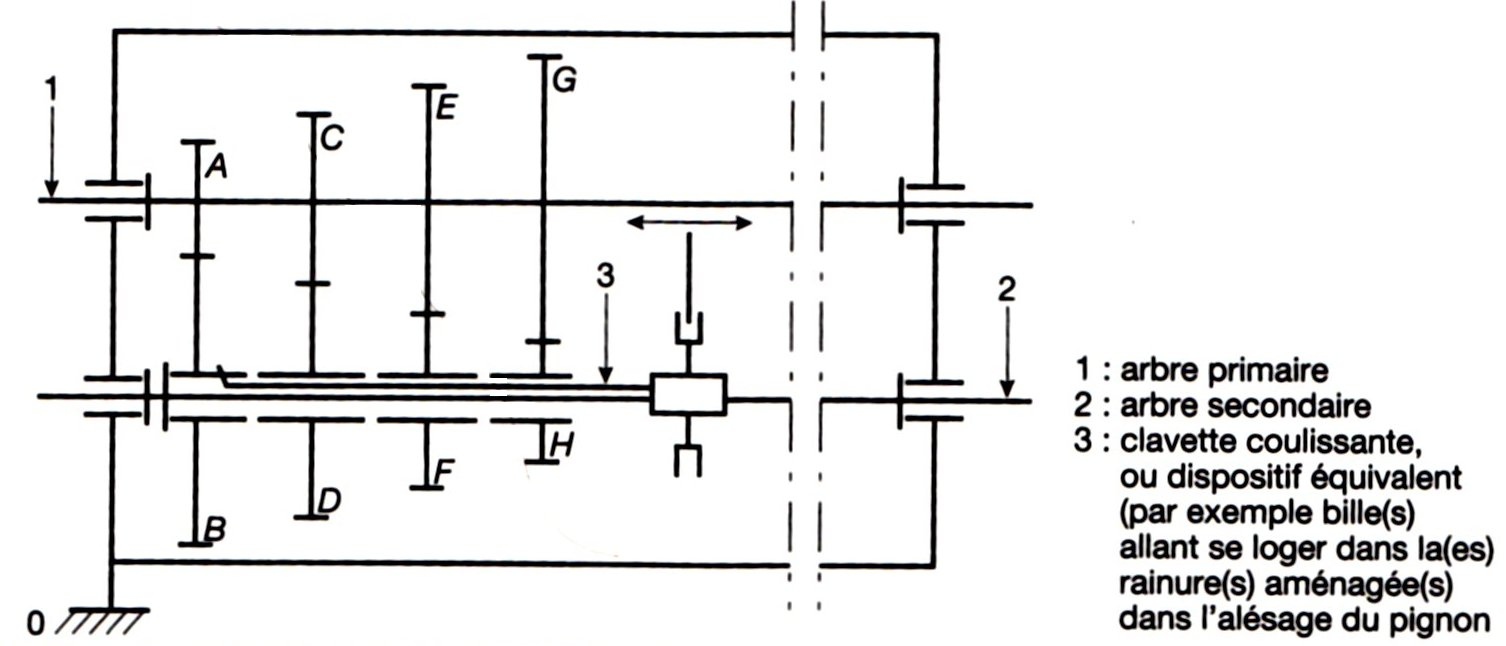 1
A
C
E
G
3
2
B
D
F
H
0
1 : arbre primaire
2 : arbre secondaire
3 : clavette coulissante,
ou dispositif équivalent
(par exemple bille(s)
allant se loger dans la(es)
rainure(s) aménagée(s)
dans l'alésage du pignon